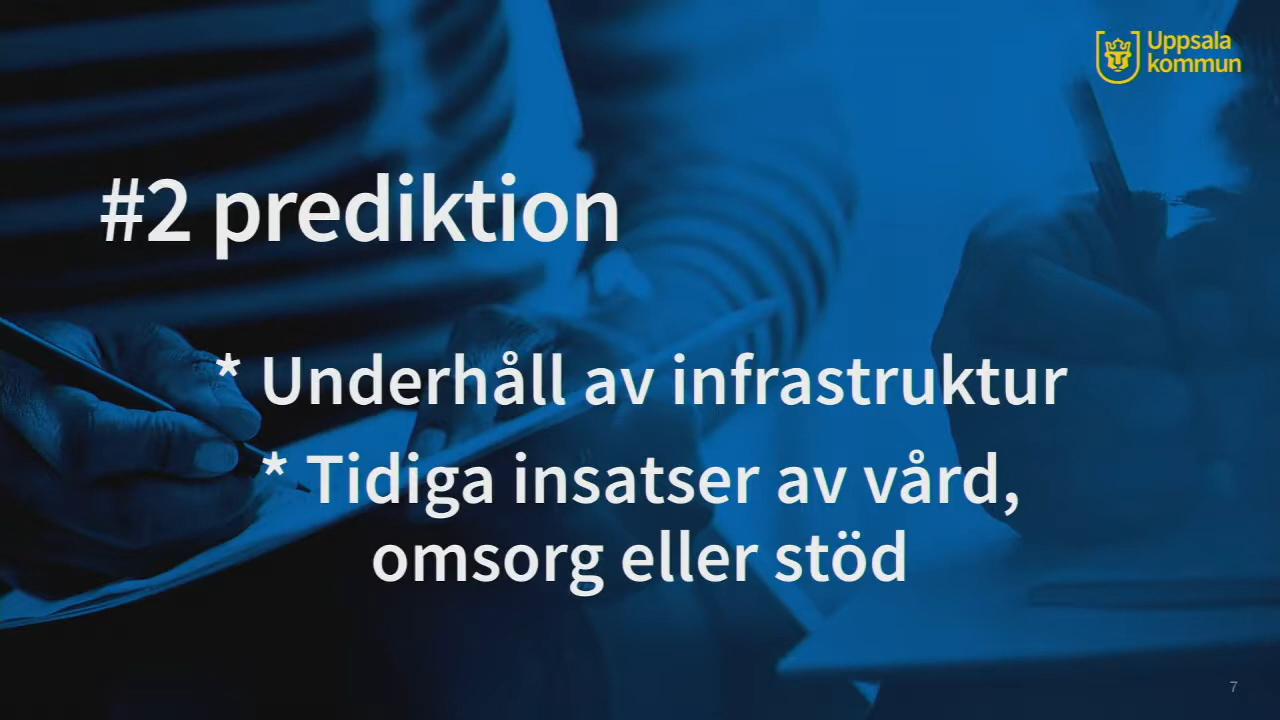 Uppsala
kommun
#2 prediktion
* Underhåll av infrastruktur
* Tidiga insatser av vård,
omsorg eller stöd
7